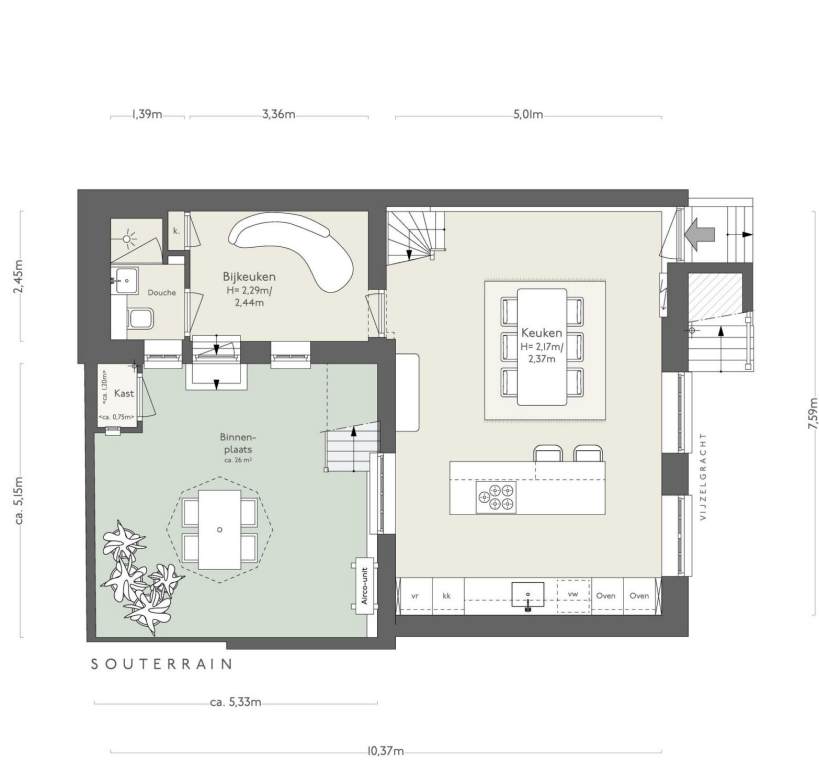 1,39m
3,36m
5,01m
2,45m
7,59m
k.
Bijkeuken
H= 2,29m/
2,44m
Douche
Keuken
H= 2,17m/
2,37m
<ca. 1,20m>
Kast
<ca. 0,75m>
Binnen-
plaats
ca. 26 m²
VIJZELGRACHT
ca. 5,15m
Airco-unit
vr
kk
vw
Oven
Oven
SOUTERRAIN
ca. 5,33m
10,37m